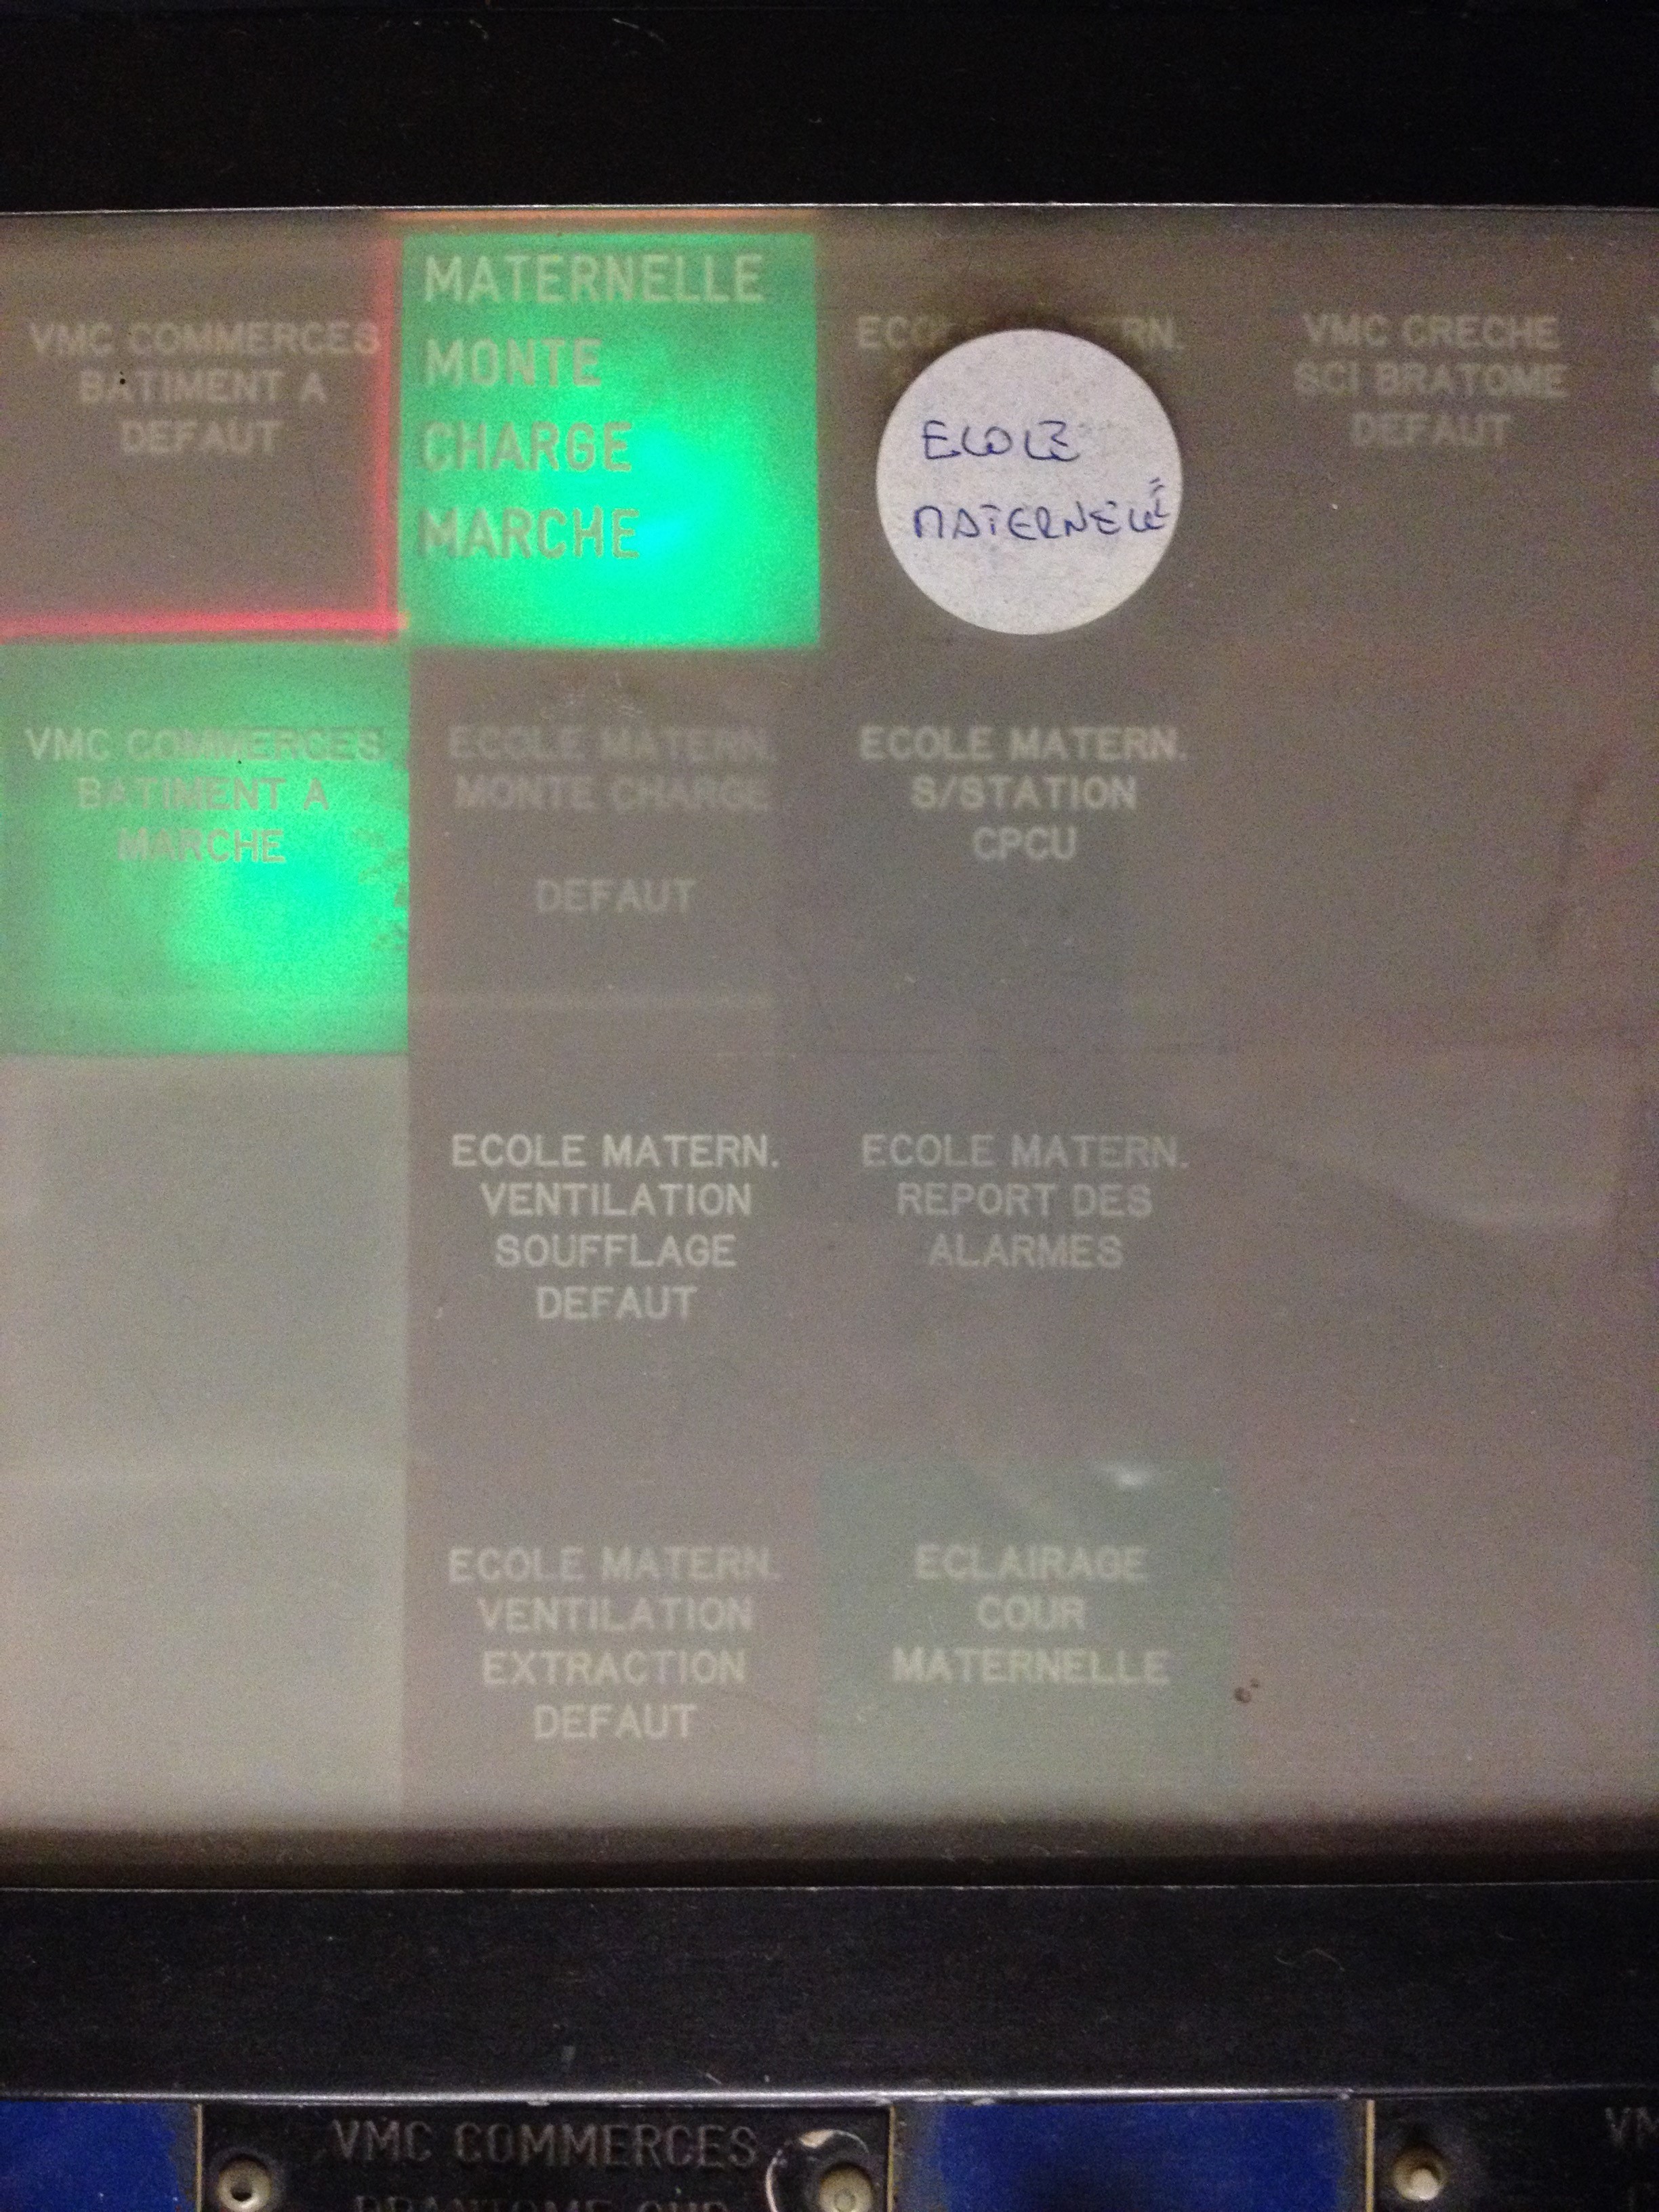 VMC COMMERCES
BATIMENT A
DEFAUT
MATERNELLE
MONTE
CHARGE
MARCHE
ECOLE
MATERNELLE
VMC CRECHE
SCI BRATOME
DEFAUT
VMC COMMERCES
BATIMENT A
MARCHE
ECOLE MATERN.
MONTE CHARGE
DEFAUT
ECOLE MATERN.
S/STATION
CPCU
ECOLE MATERN.
VENTILATION
SOUFFLAGE
DEFAUT
ECOLE MATERN.
REPORT DES
ALARMES
ECOLE MATERN.
VENTILATION
EXTRACTION
DEFAUT
ECLAIRAGE
COUR
MATERNELLE
VMC COMMERCES